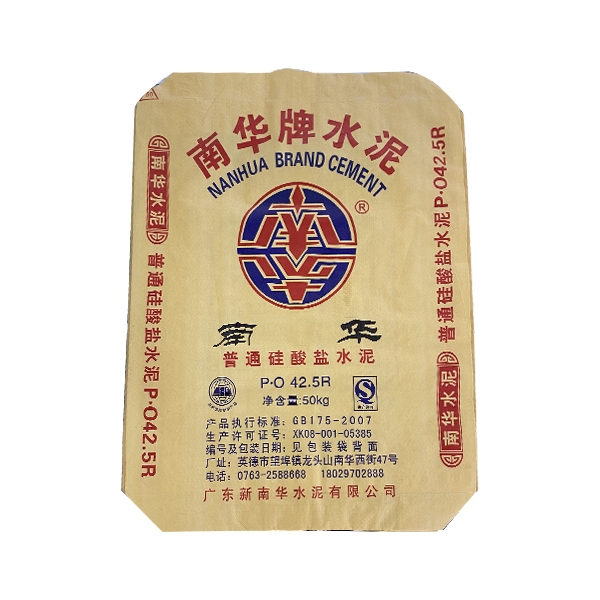 南华牌水泥
NANHUA BRAND CEMENT
®
南华
普通硅酸盐水泥
P·O 42.5R
净含量:50kg
产品执行标准: GB175-2007
生产许可证号: XK08-001-05385
编号及包装日期: 见包装袋背面
厂址: 英德市望埠镇龙头山南华西街47号
电话: 0763-2588668 18029702888
广东新南华水泥有限公司
南华水泥
普通硅酸盐水泥 P·O42.5R
南华水泥
普通硅酸盐水泥 P·O42.5R